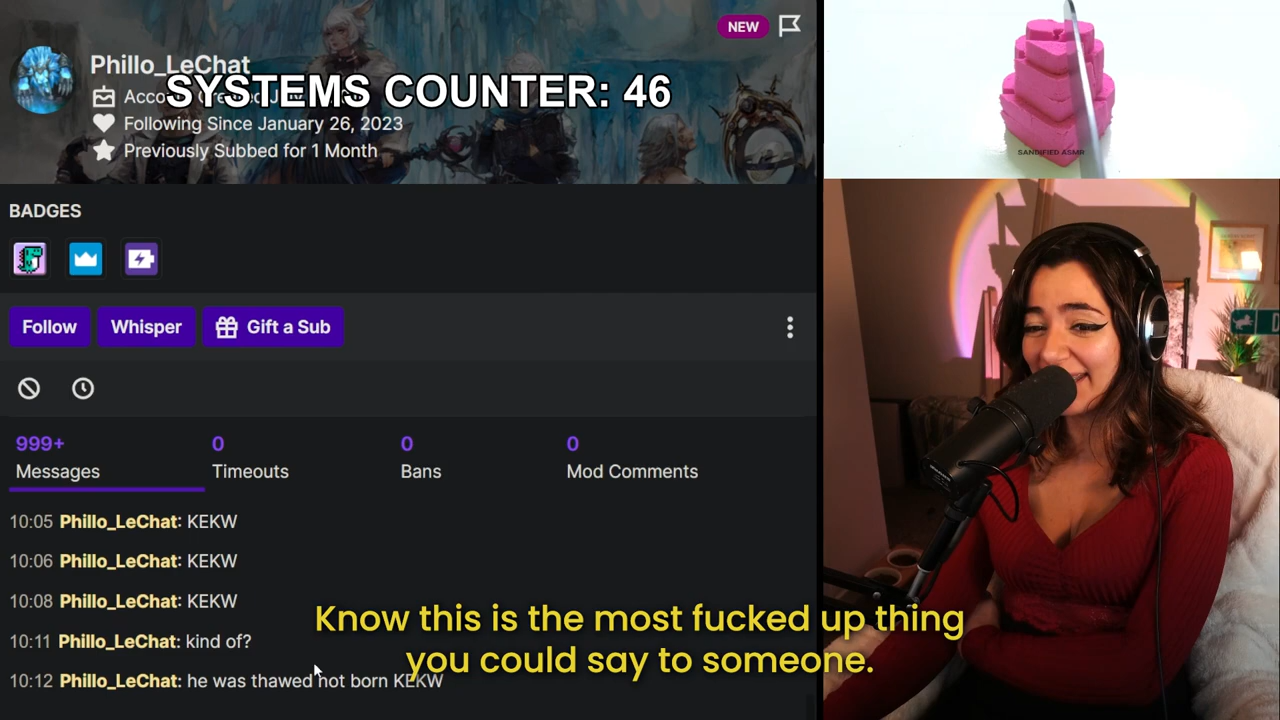 Phillo_LeChat
NEW
SYSTEMS COUNTER: 46
Following Since January 26, 2023
Previously Subbed for 1 Month
SANDIFIED ASMR
BADGES
Follow
Whisper
Gift a Sub
999+
0
0
0
Messages
Timeouts
Bans
Mod Comments
10:05 Phillo_LeChat: KEKW
10:06 Phillo_LeChat: KEKW
10:08 Phillo_LeChat: KEKW
10:11 Phillo_LeChat: kind of?
10:12 Phillo_LeChat: he was thawed not born KEKW
Know this is the most fucked up thing
you could say to someone.